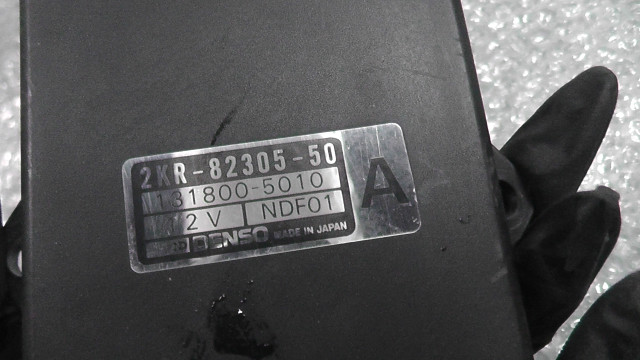 2KR-82305-50
131800-5010
12V NDF01
DENSO MADE IN JAPAN
A